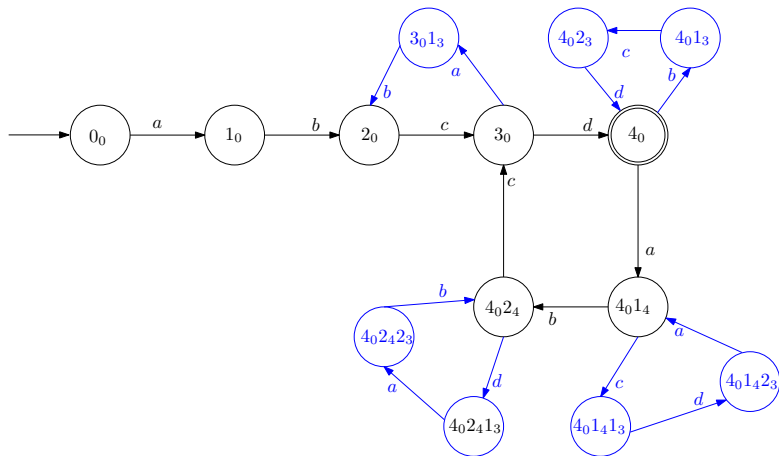 3₀1₃
4₀2₃ c 4₀1₃
b a d b
0₀ a 1₀ b 2₀ c 3₀ d 4₀
c a
b 4₀2₄ b 4₀1₄
4₀2₄2₃ a
a d c d 4₀1₄2₃
4₀2₄1₃ 4₀1₄1₃